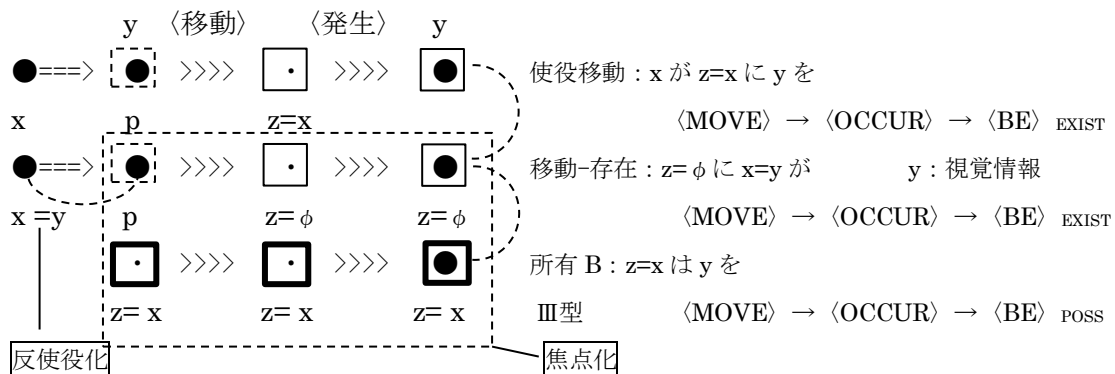 y 〈移動〉 〈発生〉 y
===> >>>> >>>> 使役移動：x が z=x に y を
x p z=x 〈MOVE〉 → 〈OCCUR〉 → 〈BE〉 EXIST
===> >>>> >>>> 移動-存在：z=φに x=y が y：視覚情報
x =y p z=φ z=φ 〈MOVE〉 → 〈OCCUR〉 → 〈BE〉 EXIST
>>>> >>>> 所有 B：z=x は y を
z= x z= x z= x Ⅲ型 〈MOVE〉 → 〈OCCUR〉 → 〈BE〉 POSS
反使役化 焦点化